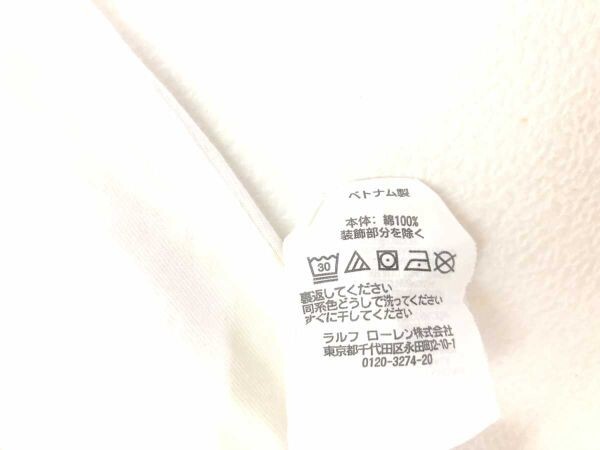 ベトナム製
本体: 綿100%
装飾部分を除く
30
裏返してください
同系色どうしで洗ってください
すぐに干してください
ラルフ ローレン株式会社
東京都千代田区永田町2-10-1
0120-3274-20